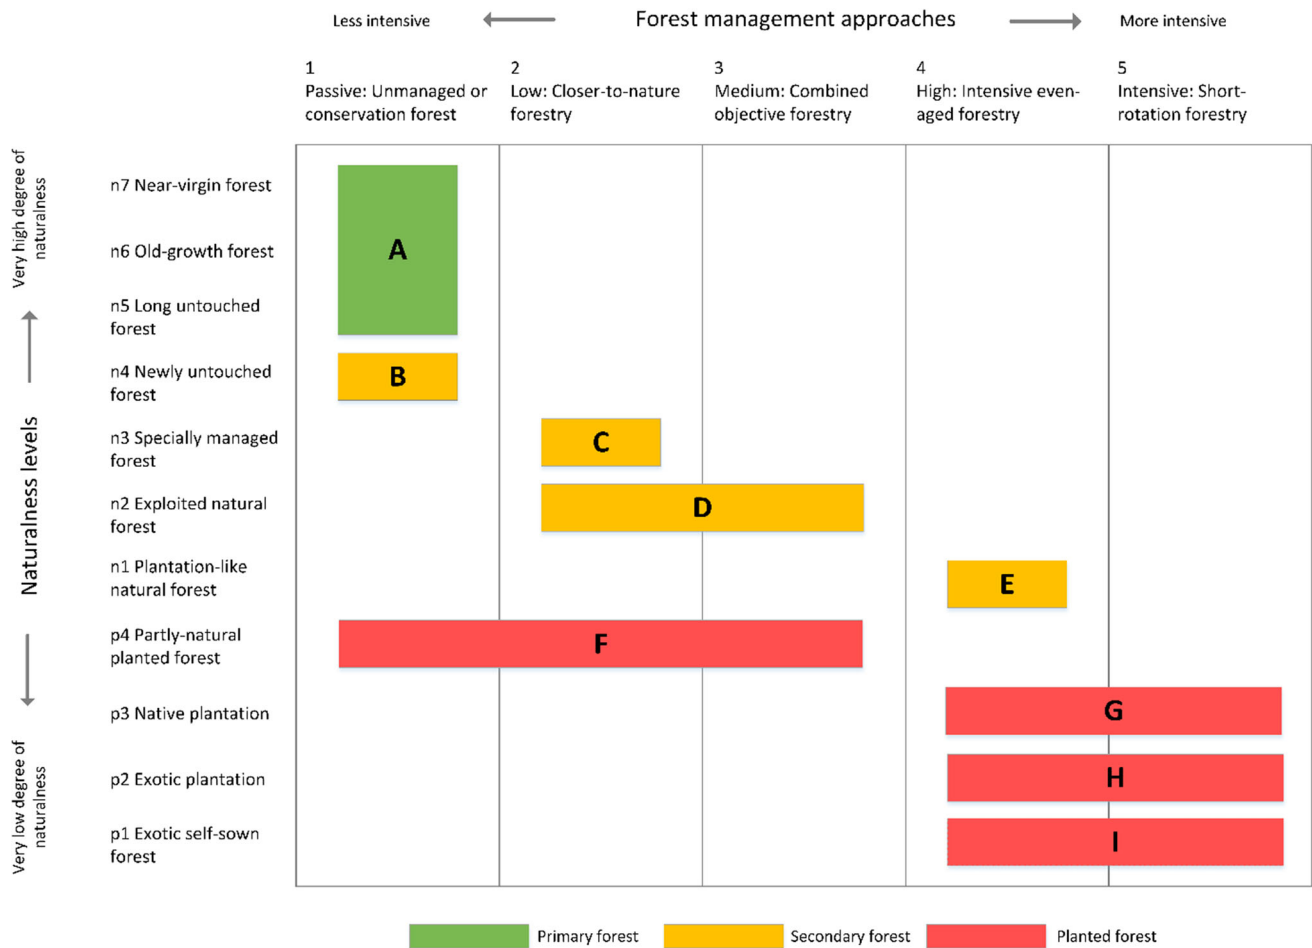 Less intensive
Forest management approaches
More intensive
1
Passive: Unmanaged or
conservation forest
2
Low: Closer-to-nature
forestry
3
Medium: Combined
objective forestry
4
High: Intensive even-
aged forestry
5
Intensive: Short-
rotation forestry
Very high degree of
naturalness
Naturalness levels
Very low degree of
naturalness
n7 Near-virgin forest
n6 Old-growth forest
A
n5 Long untouched
forest
n4 Newly untouched
forest
B
n3 Specially managed
forest
C
n2 Exploited natural
forest
D
n1 Plantation-like
natural forest
E
p4 Partly-natural
planted forest
F
p3 Native plantation
G
p2 Exotic plantation
H
p1 Exotic self-sown
forest
I
Primary forest
Secondary forest
Planted forest